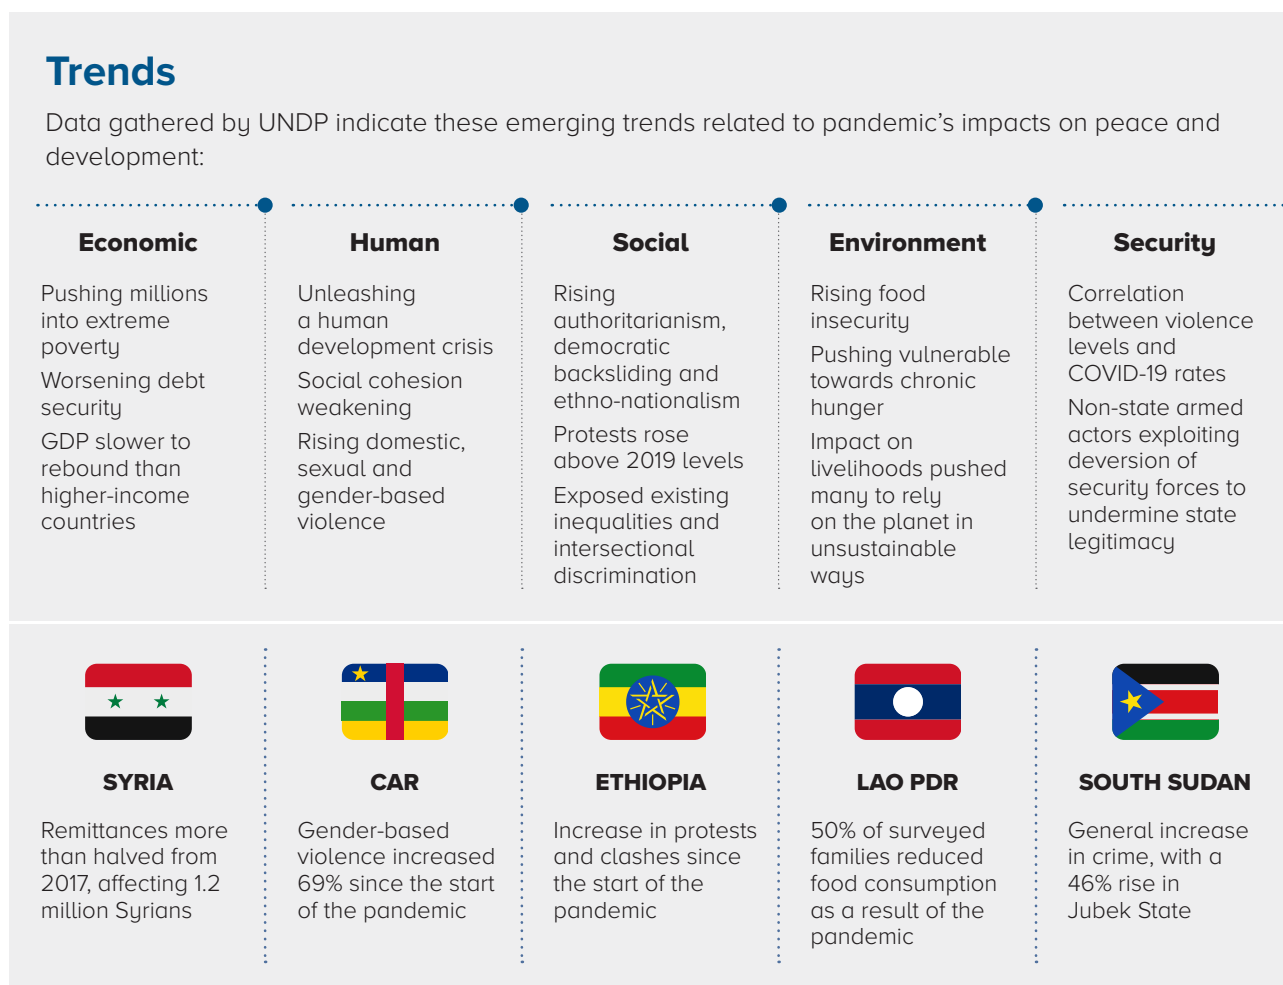 Trends
Data gathered by UNDP indicate these emerging trends related to pandemic's impacts on peace and
development:
Economic
Pushing millions
into extreme
poverty
Worsening debt
security
GDP slower to
rebound than
higher-income
countries
Human
Unleashing
a human
development crisis
Social cohesion
weakening
Rising domestic,
sexual and
gender-based
violence
Social
Rising
authoritarianism,
democratic
backsliding and
ethno-nationalism
Protests rose
above 2019 levels
Exposed existing
inequalities and
intersectional
discrimination
Environment
Rising food
insecurity
Pushing vulnerable
towards chronic
hunger
Impact on
livelihoods pushed
many to rely
on the planet in
unsustainable
ways
Security
Correlation
between violence
levels and
COVID-19 rates
Non-state armed
actors exploiting
deversion of
security forces to
undermine state
legitimacy
SYRIA
Remittances more
than halved from
2017, affecting 1.2
million Syrians
CAR
Gender-based
violence increased
69% since the start
of the pandemic
ETHIOPIA
Increase in protests
and clashes since
the start of the
pandemic
LAO PDR
50% of surveyed
families reduced
food consumption
as a result of the
pandemic
SOUTH SUDAN
General increase
in crime, with a
46% rise in
Jubek State